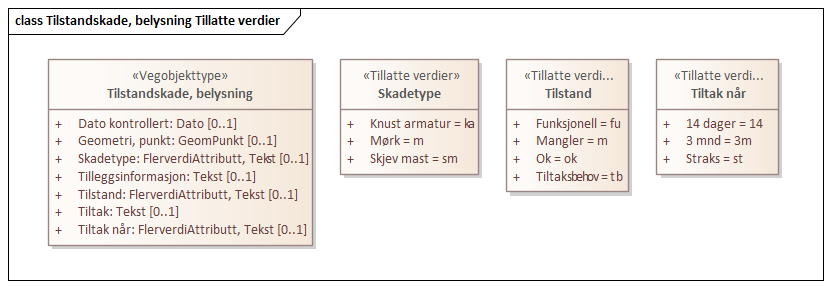 class Tilstandskade, belysning Tillatte verdier
«Vegobjekttype»
Tilstandskade, belysning
+ Dato kontrollert: Dato [0..1]
+ Geometri, punkt: GeomPunkt [0..1]
+ Skadetype: FlerverdiAttributt, Tekst [0..1]
+ Tilleggsinformasjon: Tekst [0..1]
+ Tilstand: FlerverdiAttributt, Tekst [0..1]
+ Tiltak: Tekst [0..1]
+ Tiltak når: FlerverdiAttributt, Tekst [0..1]
«Tillatte verdier»
Skadetype
+ Knust armatur = ka
+ Mørk = m
+ Skjev mast = sm
«Tillatte verdi...
Tilstand
+ Funksjonell = fu
+ Mangler = m
+ Ok = ok
+ Tiltaksbehov = tb
«Tillatte verdi...
Tiltak når
+ 14 dager = 14
+ 3 mnd = 3m
+ Straks = st